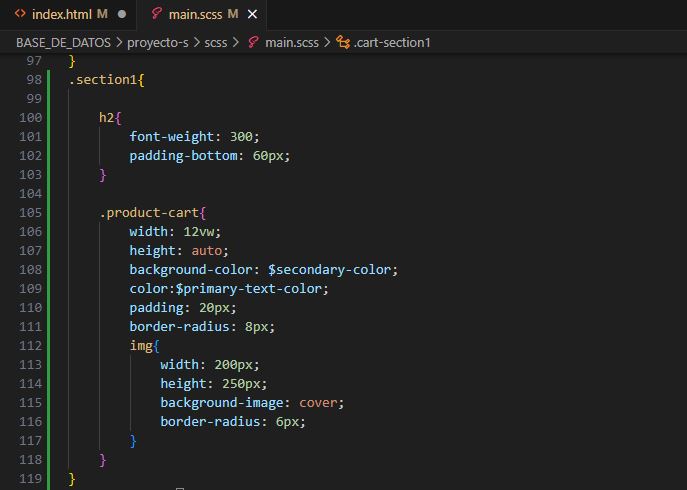 index.html M
main.scss M
BASE_DE_DATOS > proyecto-s > scss > main.scss > .cart-section1
97 }
98 .section1{
99
100 h2{
101 font-weight: 300;
102 padding-bottom: 60px;
103 }
104
105 .product-cart{
106 width: 12vw;
107 height: auto;
108 background-color: $secondary-color;
109 color:$primary-text-color;
110 padding: 20px;
111 border-radius: 8px;
112 img{
113 width: 200px;
114 height: 250px;
115 background-image: cover;
116 border-radius: 6px;
117 }
118 }
119 }